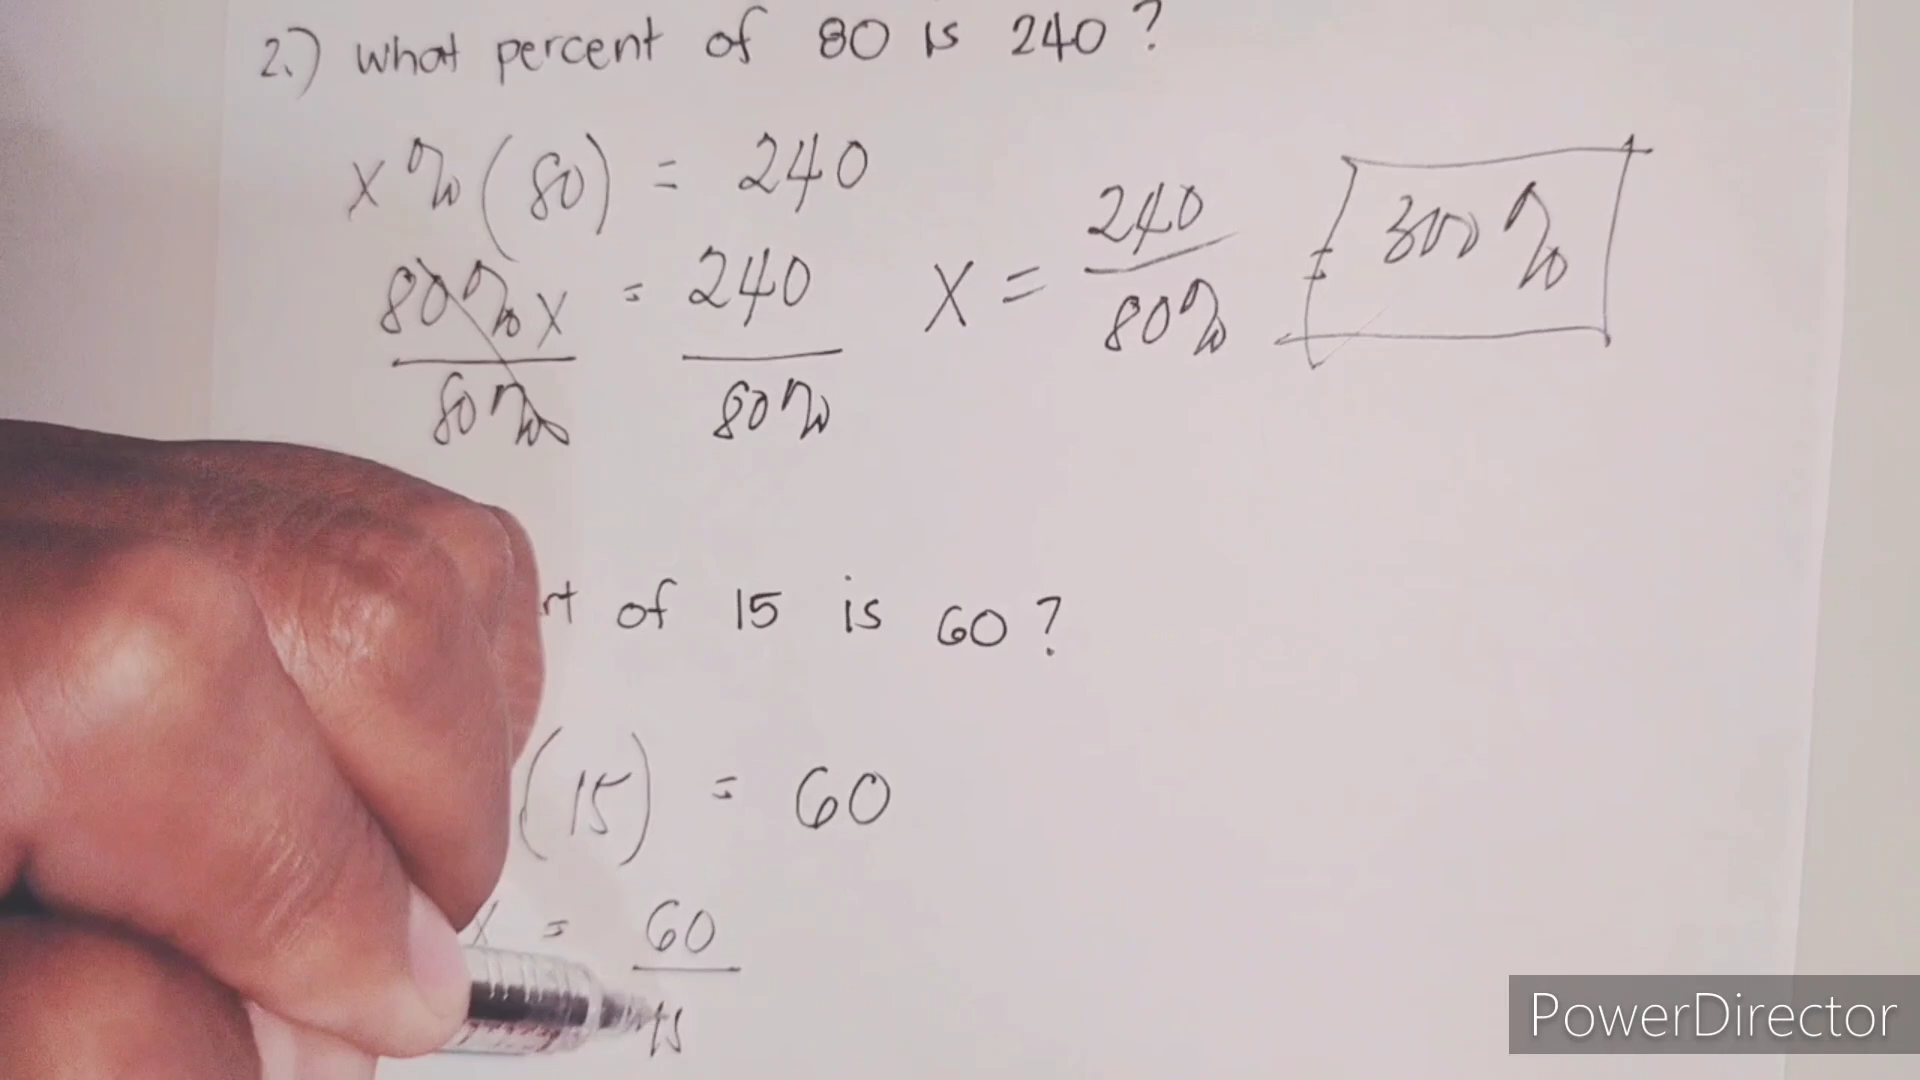 2.) what percent of 80 is 240 ?
x % ( 80 ) = 240
80 % x = 240
80 % 80 %
x = 240
80 %
= 300 %
rt of 15 is 60 ?
( 15 ) = 60
x = 60
15
PowerDirector